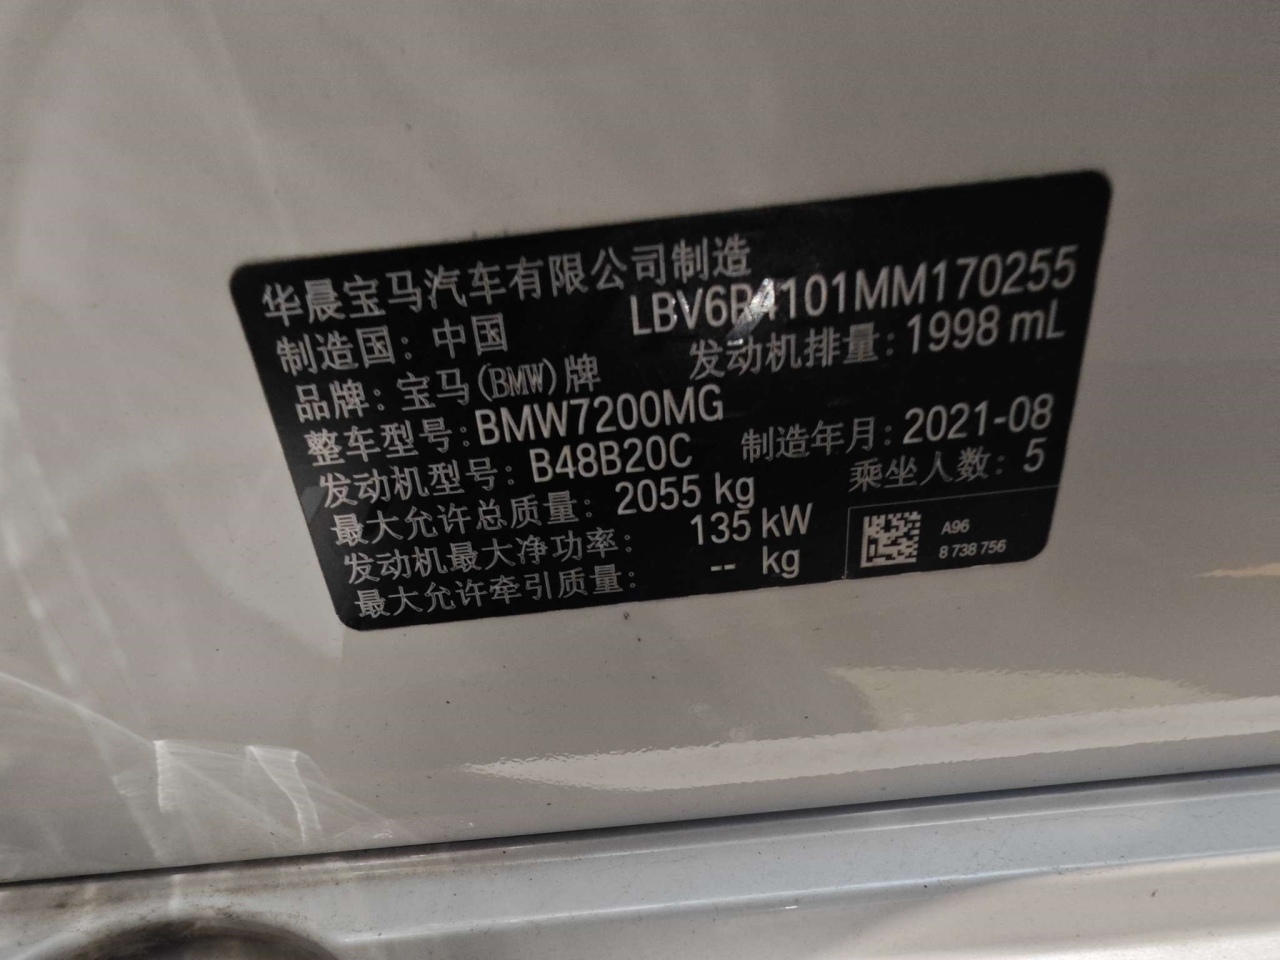 华晨宝马汽车有限公司制造
制造国：中国 LBV6R4101MM170255
品牌：宝马(BMW)牌 发动机排量：1998 mL
整车型号：BMW7200MG
发动机型号：B48B20C 制造年月：2021-08
最大允许总质量：2055 kg 乘坐人数：5
发动机最大净功率：135 kW
最大允许牵引质量：-- kg
A96
8 738 756